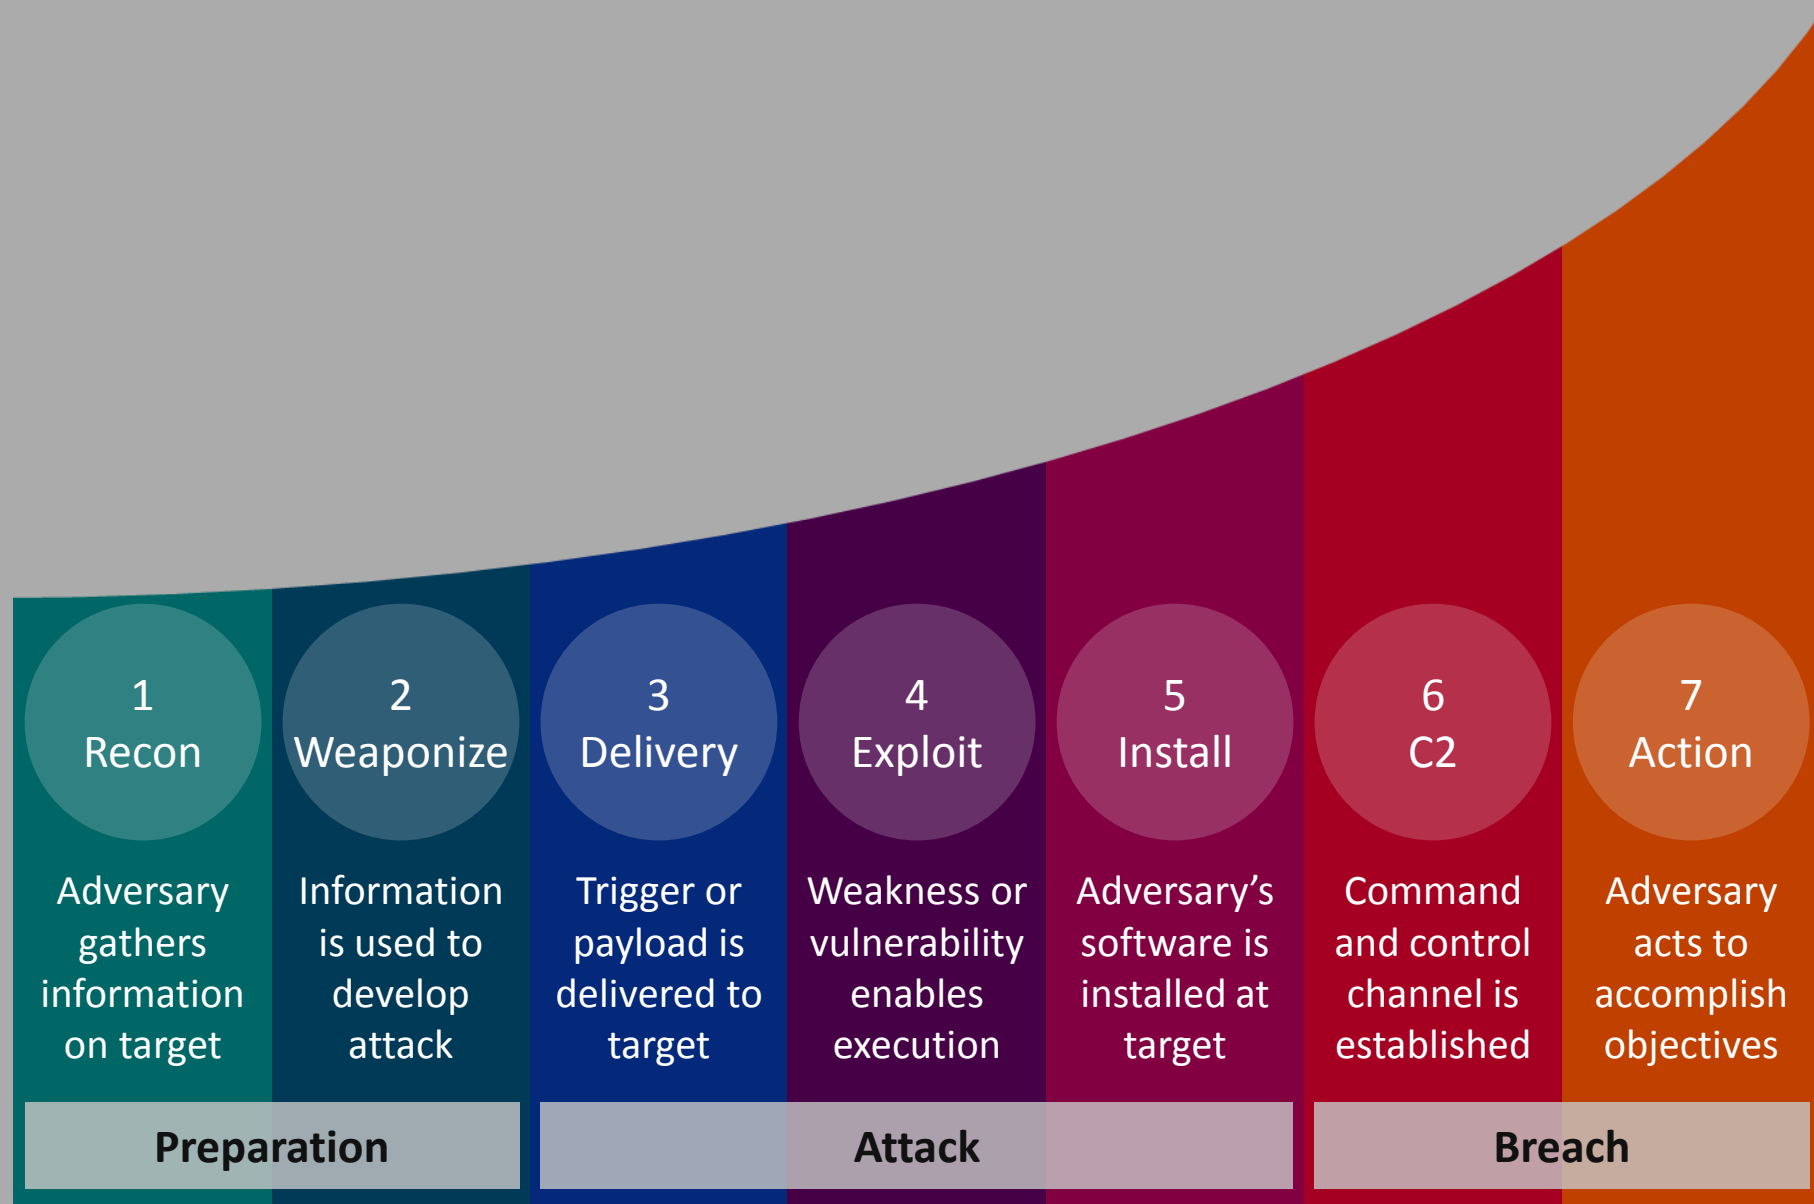 1
Recon
Adversary
gathers
information
on target
2
Weaponize
Information
is used to
develop
attack
3
Delivery
Trigger or
payload is
delivered to
target
4
Exploit
Weakness or
vulnerability
enables
execution
5
Install
Adversary’s
software is
installed at
target
6
C2
Command
and control
channel is
established
7
Action
Adversary
acts to
accomplish
objectives
Preparation
Attack
Breach